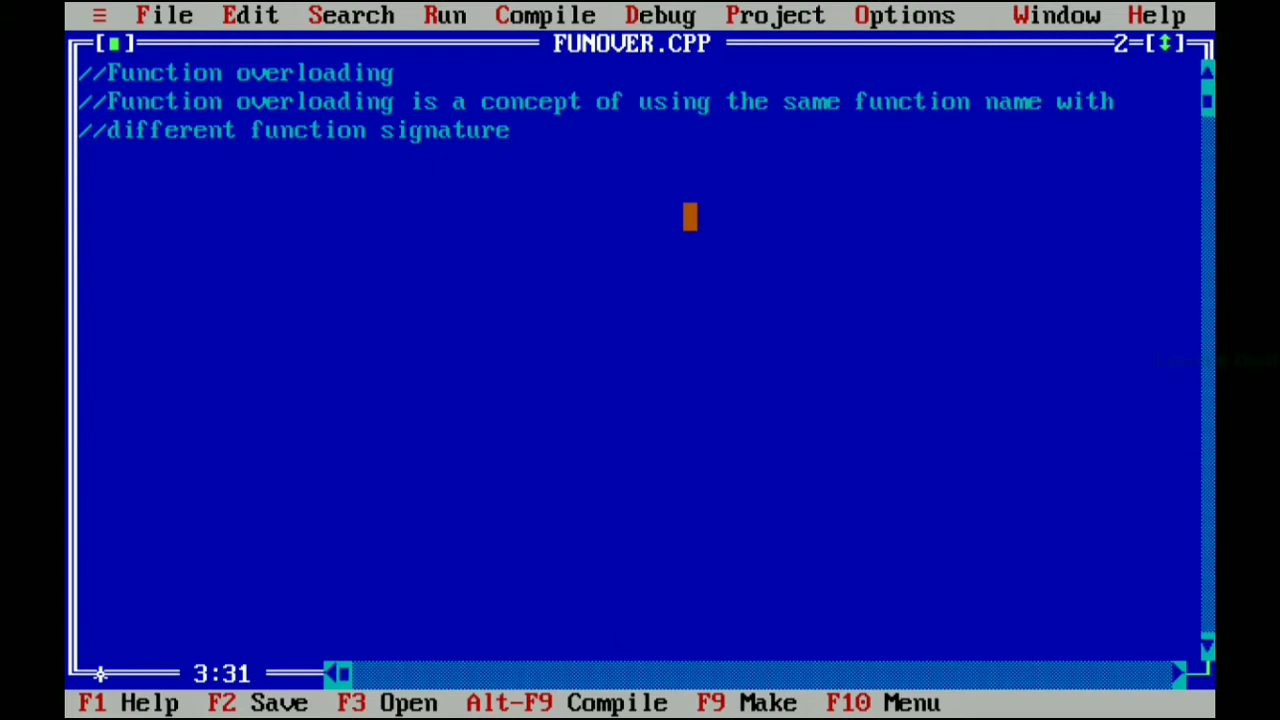 ≡ File Edit Search Run Compile Debug Project Options Window Help
[■] FUNOVER.CPP 2=[↕]
//Function overloading
//Function overloading is a concept of using the same function name with
//different function signature
3:31
F1 Help F2 Save F3 Open Alt-F9 Compile F9 Make F10 Menu